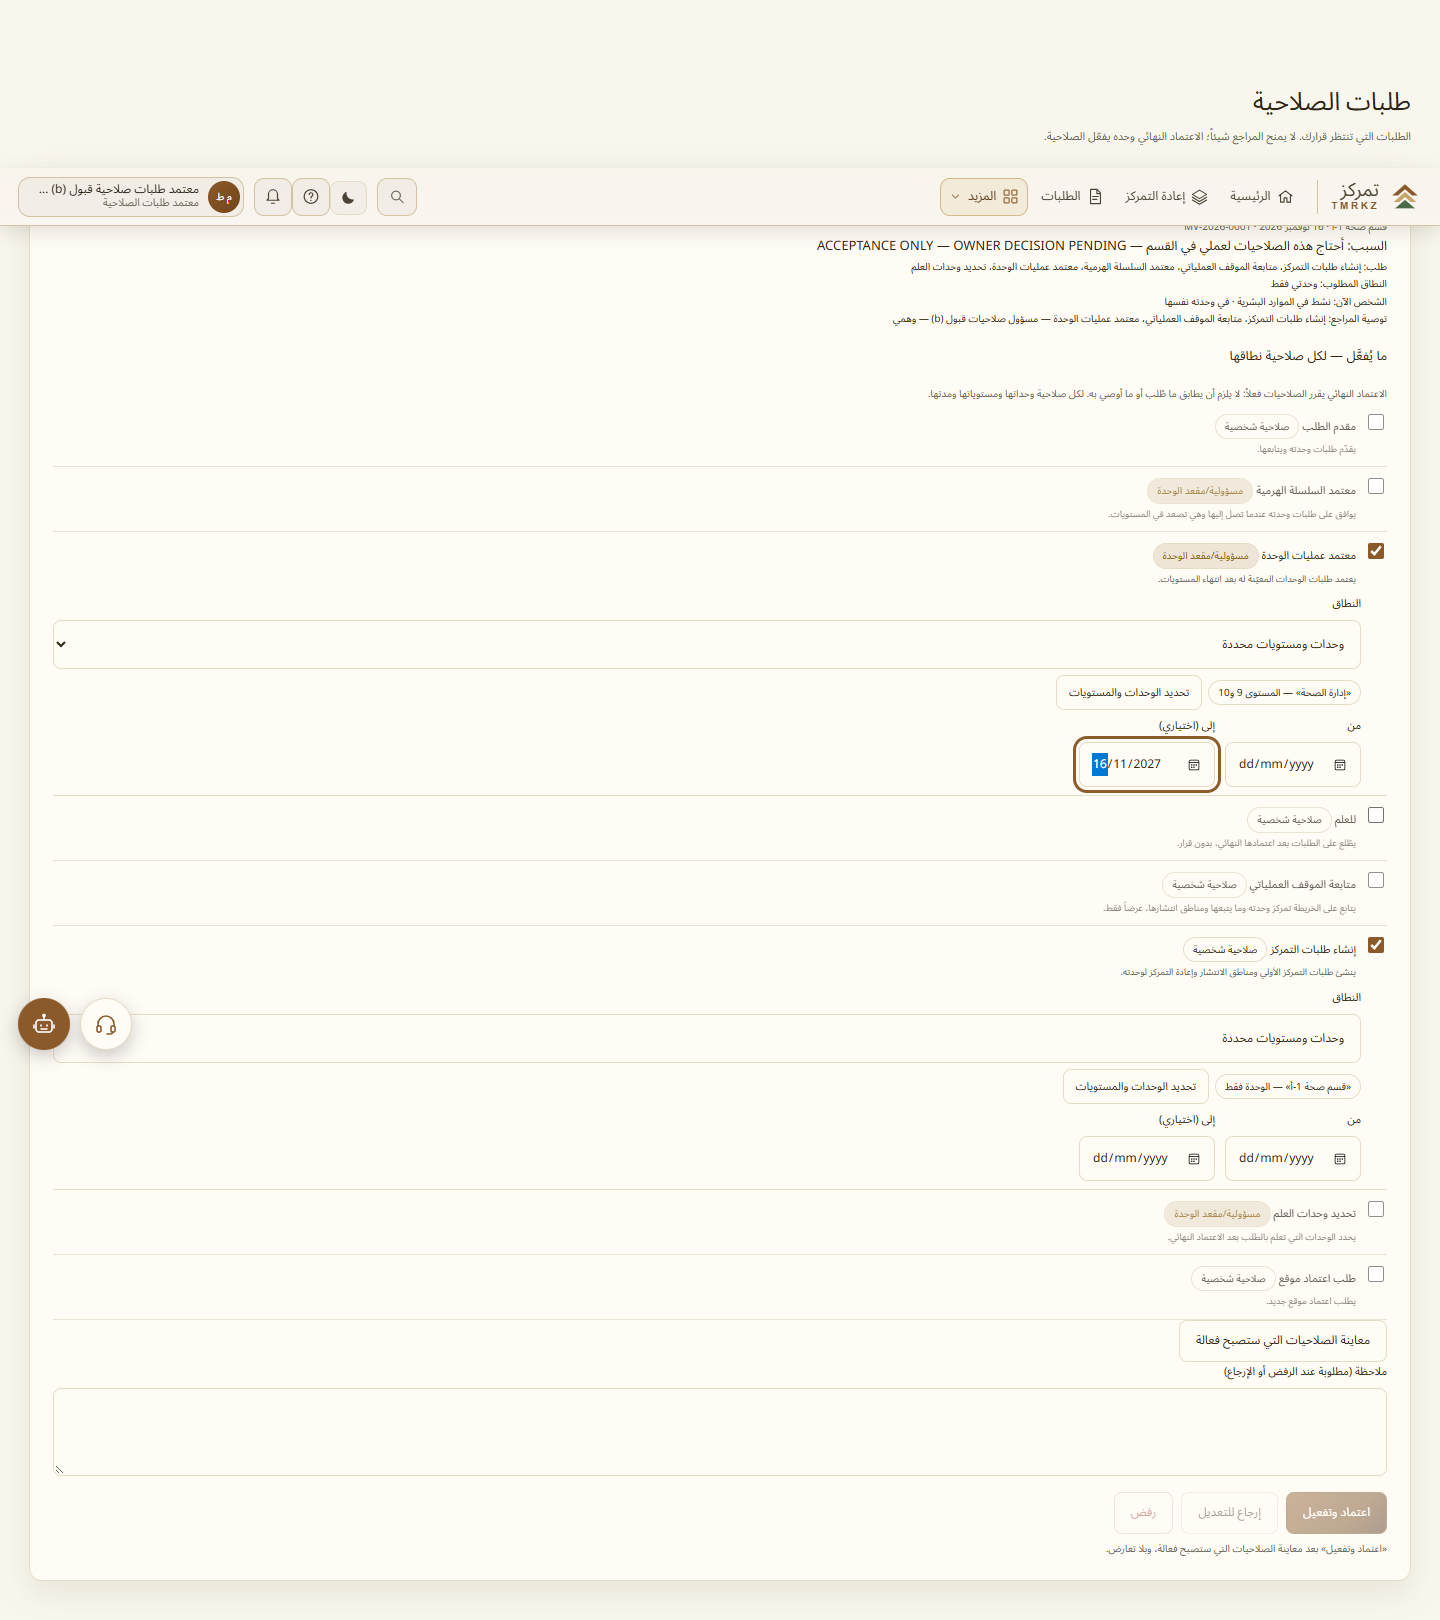 طلبات الصلاحية
الطلبات التي تنتظر قرارك. لا يمنح المراجع شيئاً؛ الاعتماد النهائي وحده يفعّل الصلاحية.
تمركز
TMRKZ
الرئيسية
إعادة التمركز
الطلبات
المزيد
معتمد طلبات صلاحية قبول (b) ...
معتمد طلبات الصلاحية
م ط
قسم صحة 1-أ · 16 نوفمبر 2026 · MV-2026-0001
السبب: أحتاج هذه الصلاحيات لعملي في القسم — ACCEPTANCE ONLY — OWNER DECISION PENDING
طلب: إنشاء طلبات التمركز، متابعة الموقف العملياتي، معتمد السلسلة الهرمية، معتمد عمليات الوحدة، تحديد وحدات العلم
النطاق المطلوب: وحدتي فقط
الشخص الآن: نشط في الموارد البشرية · في وحدته نفسها
توصية المراجع: إنشاء طلبات التمركز، متابعة الموقف العملياتي، معتمد عمليات الوحدة — مسؤول صلاحيات قبول (b) — وهمي
ما يُفعَّل — لكل صلاحية نطاقها
الاعتماد النهائي يقرر الصلاحيات فعلاً: لا يلزم أن يطابق ما طُلب أو ما أوصي به. لكل صلاحية وحداتها ومستوياتها ومدتها.
مقدم الطلب صلاحية شخصية
يقدّم طلبات وحدته ويتابعها.
معتمد السلسلة الهرمية مسؤولية/مقعد الوحدة
يوافق على طلبات وحدته عندما تصل إليها وهي تصعد في المستويات.
معتمد عمليات الوحدة مسؤولية/مقعد الوحدة
يعتمد طلبات الوحدات المعيّنة له بعد انتهاء المستويات.
النطاق
وحدات ومستويات محددة
«إدارة الصحة» — المستوى 9 و10 تحديد الوحدات والمستويات
من إلى (اختياري)
dd/mm/yyyy 16/11/2027
للعلم صلاحية شخصية
يطّلع على الطلبات بعد اعتمادها النهائي، بدون قرار.
متابعة الموقف العملياتي صلاحية شخصية
يتابع على الخريطة تمركز وحدته وما يتبعها ومناطق انتشارها، عرضاً فقط.
إنشاء طلبات التمركز صلاحية شخصية
ينشئ طلبات التمركز الأولي ومناطق الانتشار وإعادة التمركز لوحدته.
النطاق
وحدات ومستويات محددة
«قسم صحة 1-أ» — الوحدة فقط تحديد الوحدات والمستويات
من إلى (اختياري)
dd/mm/yyyy dd/mm/yyyy
تحديد وحدات العلم مسؤولية/مقعد الوحدة
يحدد الوحدات التي تعلم بالطلب بعد الاعتماد النهائي.
طلب اعتماد موقع صلاحية شخصية
يطلب اعتماد موقع جديد.
معاينة الصلاحيات التي ستصبح فعالة
ملاحظة (مطلوبة عند الرفض أو الإرجاع)
اعتماد وتفعيل إرجاع للتعديل رفض
«اعتماد وتفعيل» بعد معاينة الصلاحيات التي ستصبح فعالة، وبلا تعارض.